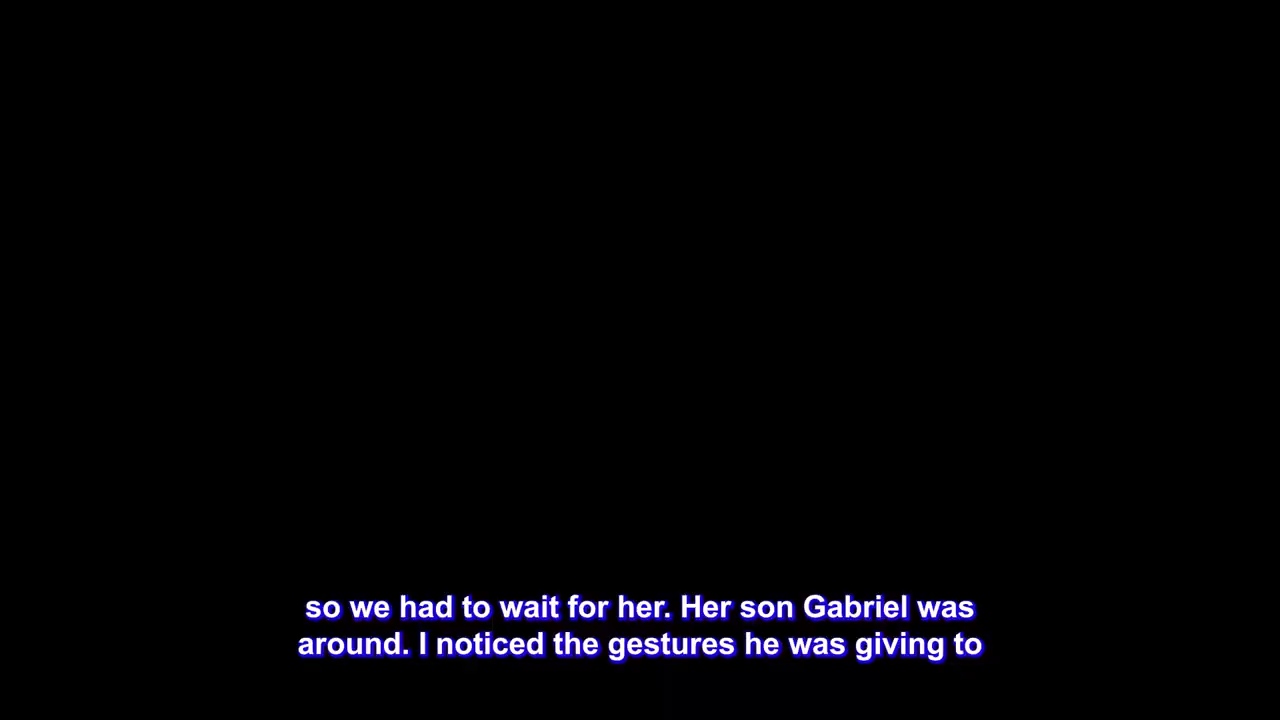 so we had to wait for her. Her son Gabriel was
around. I noticed the gestures he was giving to